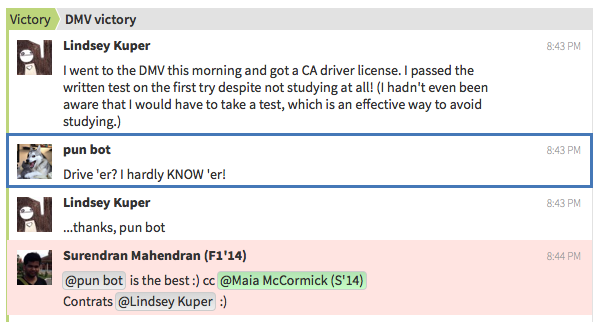 Victory DMV victory
Lindsey Kuper 8:43 PM
I went to the DMV this morning and got a CA driver license. I passed the
written test on the first try despite not studying at all! (I hadn't even been
aware that I would have to take a test, which is an effective way to avoid
studying.)
pun bot 8:43 PM
Drive 'er? I hardly KNOW 'er!
Lindsey Kuper 8:43 PM
...thanks, pun bot
Surendran Mahendran (F1'14) 8:44 PM
@pun bot is the best :) cc @Maia McCormick (S'14)
Contrats @Lindsey Kuper :)